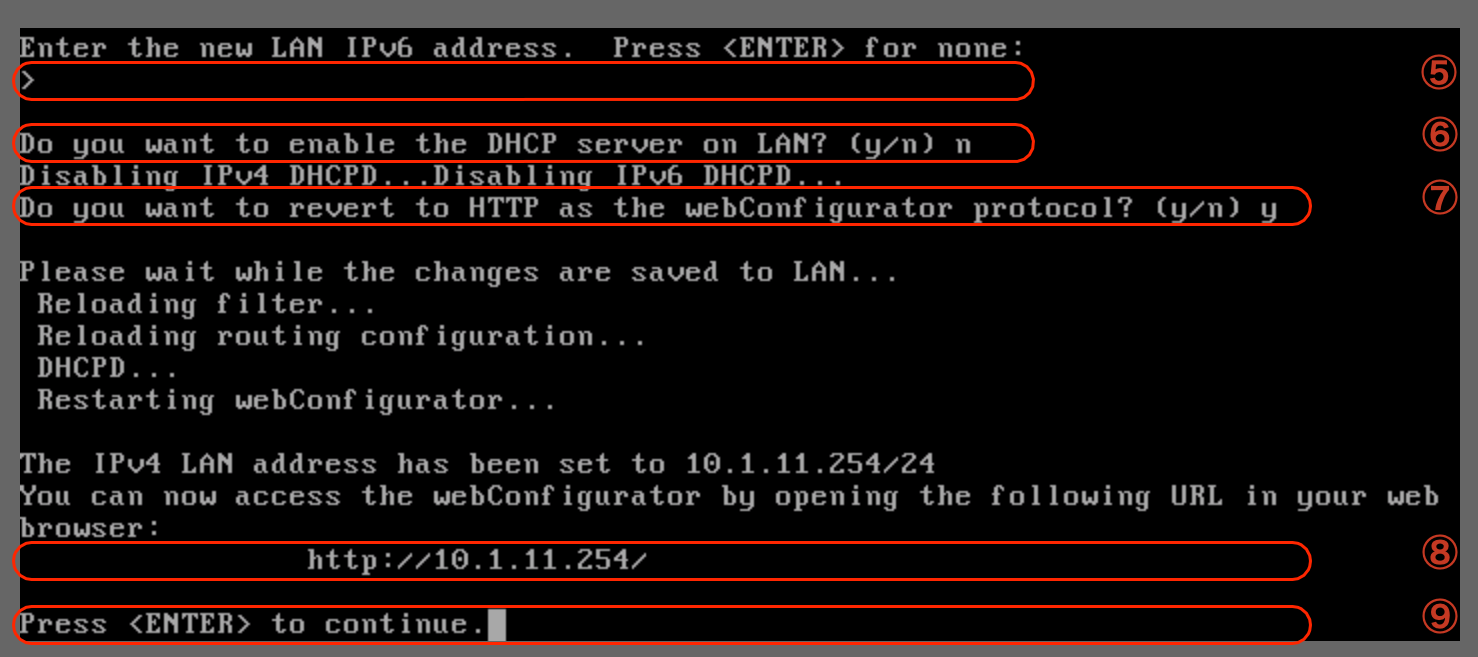 Enter the new LAN IPv6 address.  Press <ENTER> for none:
> ⑤
Do you want to enable the DHCP server on LAN? (y/n) n ⑥
Disabling IPv4 DHCPD...Disabling IPv6 DHCPD...
Do you want to revert to HTTP as the webConfigurator protocol? (y/n) y ⑦
Please wait while the changes are saved to LAN...
Reloading filter...
Reloading routing configuration...
DHCPD...
Restarting webConfigurator...
The IPv4 LAN address has been set to 10.1.11.254/24
You can now access the webConfigurator by opening the following URL in your web
browser:
http://10.1.11.254/ ⑧
Press <ENTER> to continue. ⑨